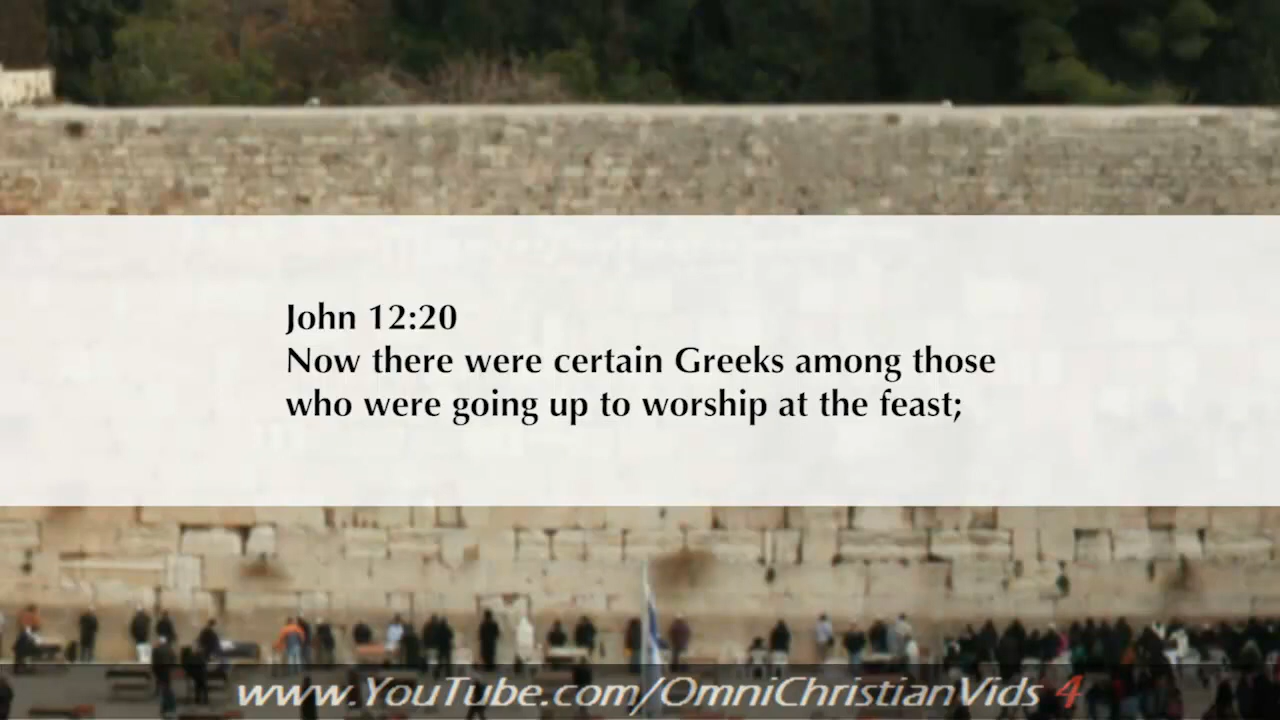 John 12:20
Now there were certain Greeks among those
who were going up to worship at the feast;
www.YouTube.com/OmniChristianVids 4